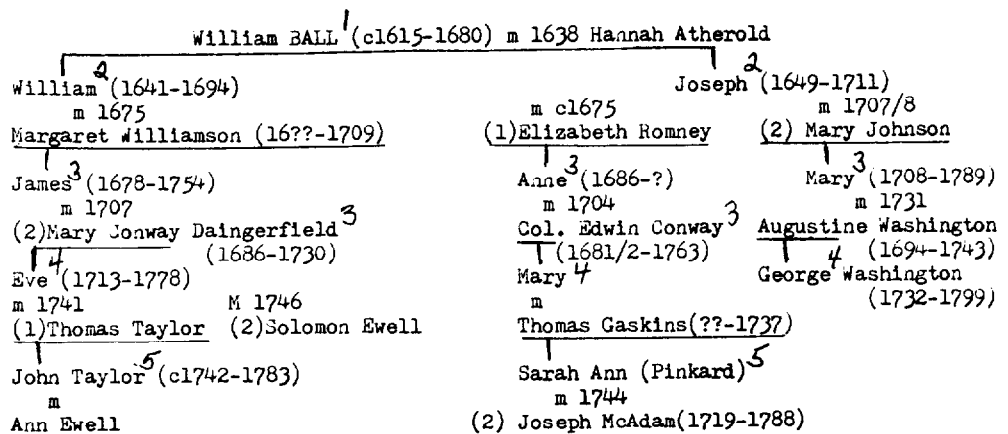 William BALL 1 (c1615-1680) m 1638 Hannah Atherold
William 2 (1641-1694)
m 1675
Margaret Williamson (16??-1709)
James 3 (1678-1754)
m 1707
(2)Mary Conway Daingerfield 3
(1686-1730)
Eve 4 (1713-1778)
m 1741 M 1746
(1)Thomas Taylor (2)Solomon Ewell
John Taylor 5 (c1742-1783)
m
Ann Ewell
Joseph 2 (1649-1711)
m c1675 m 1707/8
(1)Elizabeth Romney (2) Mary Johnson
Anne 3 (1686-?)
m 1704
Col. Edwin Conway 3
(1681/2-1763)
Mary 4
m
Thomas Gaskins(??-1737)
Sarah Ann (Pinkard) 5
m 1744
(2) Joseph McAdam(1719-1788)
Mary 3 (1708-1789)
m 1731
Augustine Washington
(1694-1743)
George 4 Washington
(1732-1799)